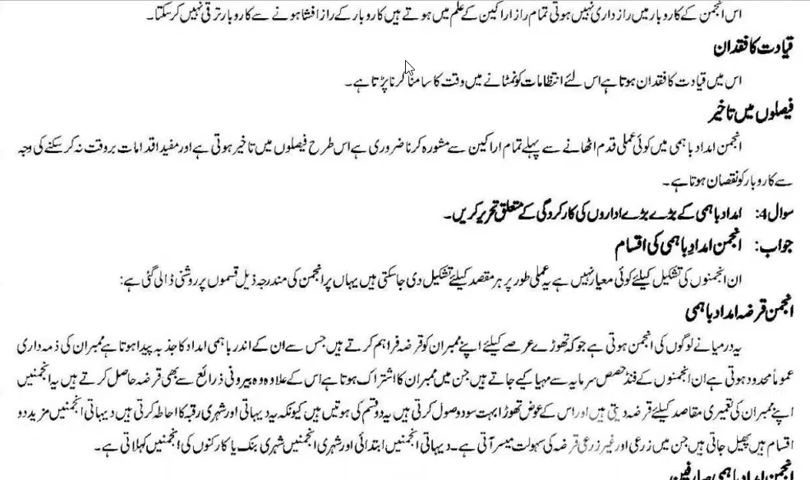 اس انجمن کے کاروبار میں راز داری نہیں ہوتی تمام راز اراکین کے علم میں ہوتے ہیں کاروبار کے راز افشا ہونے سے کاروبار ترقی نہیں کر سکتا۔
قیادت کا فقدان
اس میں قیادت کا فقدان ہوتا ہے اس لئے انتظامات کو نمٹانے میں وقت کا سامنا کرنا پڑتا ہے۔
فیصلوں میں تاخیر
انجمن امداد باہمی میں کوئی عملی قدم اٹھانے سے پہلے تمام اراکین سے مشورہ کرنا ضروری ہے اس طرح فیصلوں میں تاخیر ہوتی ہے اور مفید اقدامات بروقت نہ کر سکنے کی وجہ
سے کاروبار کو نقصان ہوتا ہے۔
سوال 4: امداد باہمی کے بڑے بڑے اداروں کی کارکردگی کے متعلق تحریر کریں۔
جواب: انجمن امداد باہمی کی اقسام
ان انجمنوں کی تشکیل کیلئے کوئی معیار نہیں ہے یہ عملی طور پر ہر مقصد کیلئے تشکیل دی جا سکتی ہیں یہاں پر انجمن کی مندرجہ ذیل قسموں پر روشنی ڈالی گئی ہے:
انجمن قرضہ امداد باہمی
یہ درمیانے لوگوں کی انجمن ہوتی ہے جو کہ تھوڑے عرصے کیلئے اپنے ممبران کو قرضہ فراہم کرتے ہیں جس سے ان کے اندر باہمی امداد کا جذبہ پیدا ہوتا ہے ممبران کی ذمہ داری
عموماً محدود ہوتی ہے ان انجمنوں کے فنڈ حصص سرمایہ سے مہیا کیے جاتے ہیں جن میں ممبران کا اشتراک ہوتا ہے اس کے علاوہ وہ بیرونی ذرائع سے بھی قرضہ حاصل کرتے ہیں یہ انجمنیں
اپنے ممبران کی تعمیری مقاصد کیلئے قرضہ دیتی ہیں اور اس کے عوض تھوڑا بہت سود وصول کرتی ہیں یہ دو قسم کی ہوتیں ہیں کیونکہ یہ دیہاتی اور شہری رقبہ کا احاطہ کرتی ہیں دیہاتی انجمنیں مزید دو
اقسام میں پھیل جاتی ہیں جن میں زرعی اور غیر زرعی قرضہ کی سہولت میسر آتی ہے۔ دیہاتی انجمنیں ابتدائی اور شہری انجمنیں شہری بنک یا کارکنوں کی انجمنیں کہلاتی ہے۔
انجمن امداد باہمی صارفین